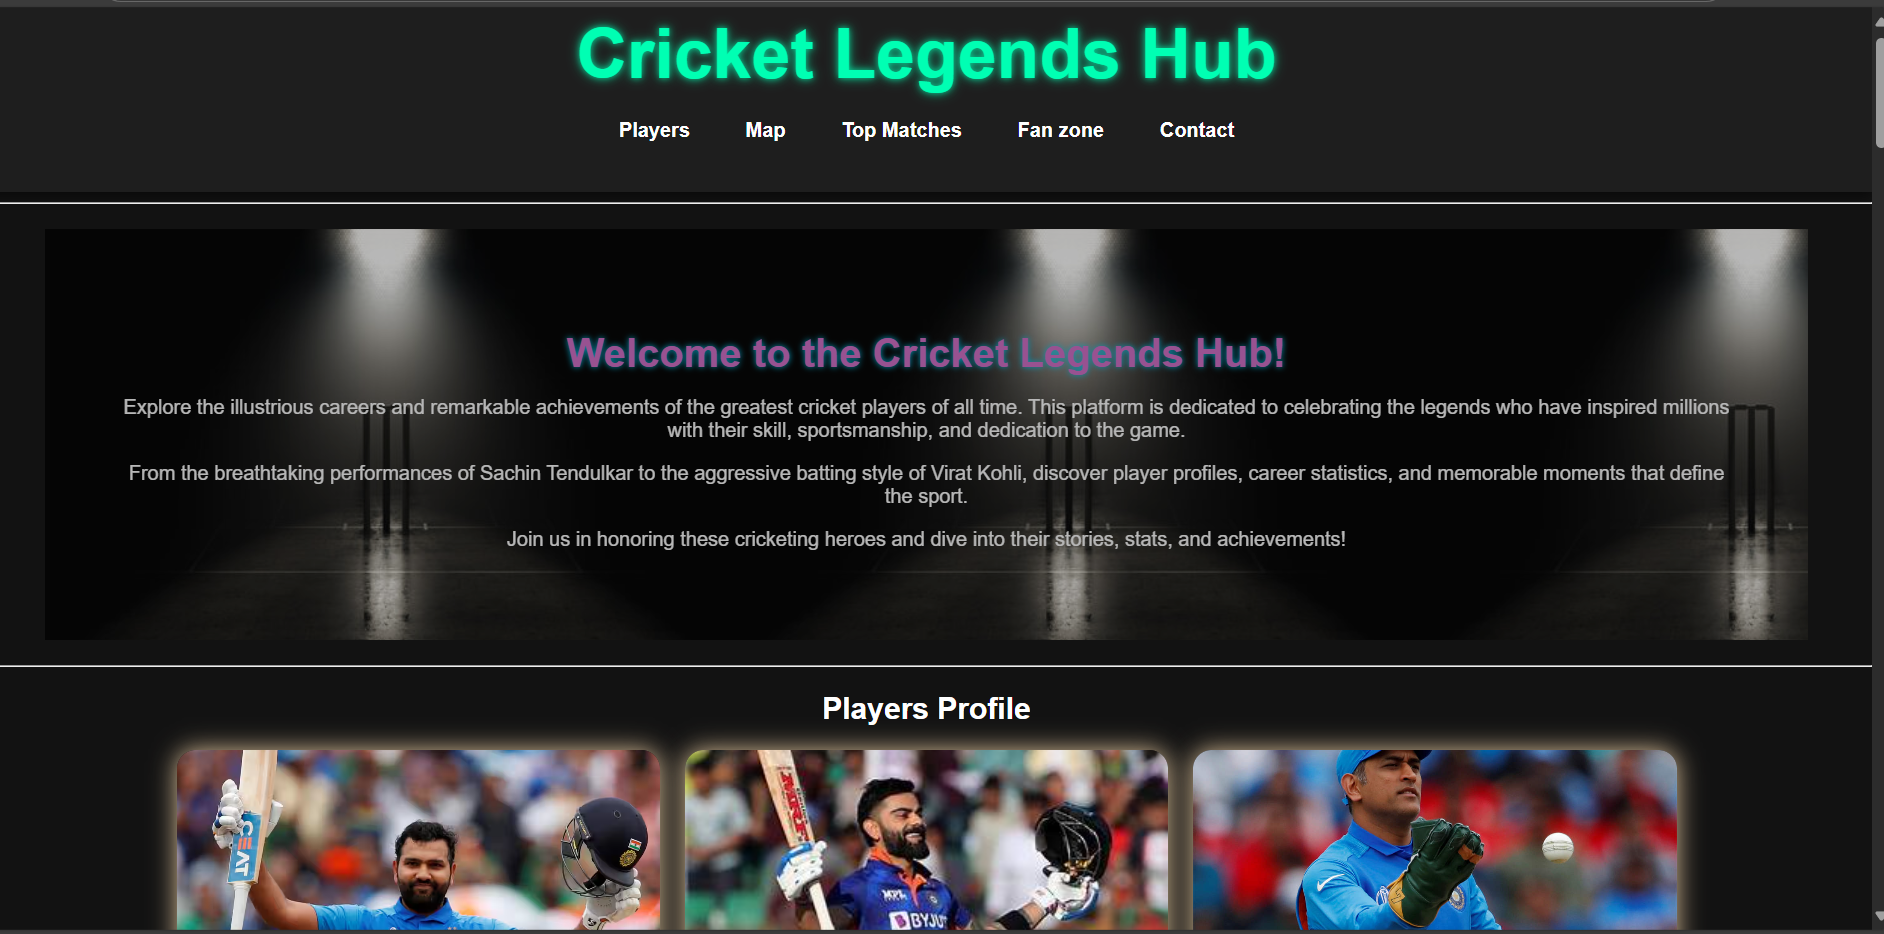 Cricket Legends Hub
Players Map Top Matches Fan zone Contact
Welcome to the Cricket Legends Hub!
Explore the illustrious careers and remarkable achievements of the greatest cricket players of all time. This platform is dedicated to celebrating the legends who have inspired millions
with their skill, sportsmanship, and dedication to the game.
From the breathtaking performances of Sachin Tendulkar to the aggressive batting style of Virat Kohli, discover player profiles, career statistics, and memorable moments that define
the sport.
Join us in honoring these cricketing heroes and dive into their stories, stats, and achievements!
Players Profile
CEAT
MRF
MPL
BYJU